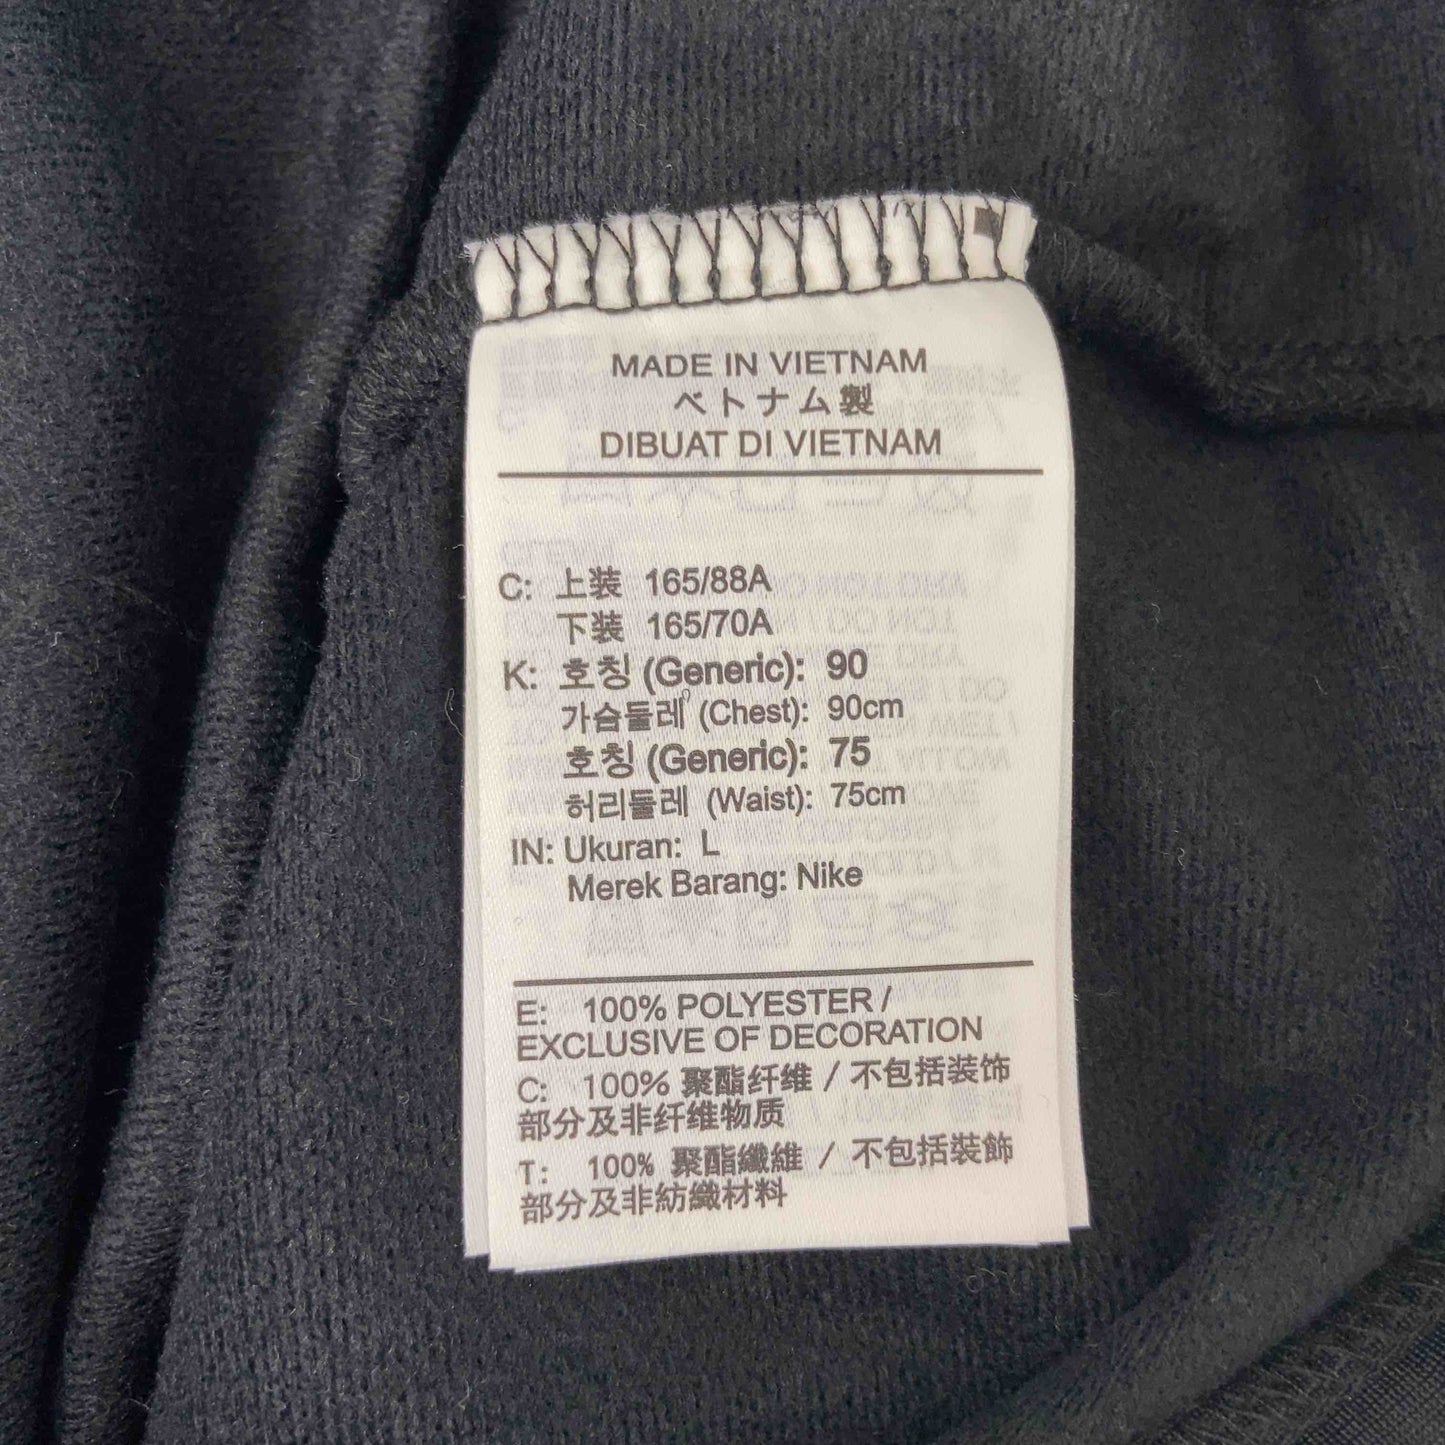 MADE IN VIETNAM
ベトナム製
DIBUAT DI VIETNAM
C: 上装 165/88A
下装 165/70A
K: 호칭 (Generic): 90
가슴둘레 (Chest): 90cm
호칭 (Generic): 75
허리둘레 (Waist): 75cm
IN: Ukuran: L
Merek Barang: Nike
E: 100% POLYESTER /
EXCLUSIVE OF DECORATION
C: 100% 聚酯纤维 / 不包括装饰
部分及非纤维物质
T: 100% 聚酯纖維 / 不包括裝飾
部分及非紡織材料